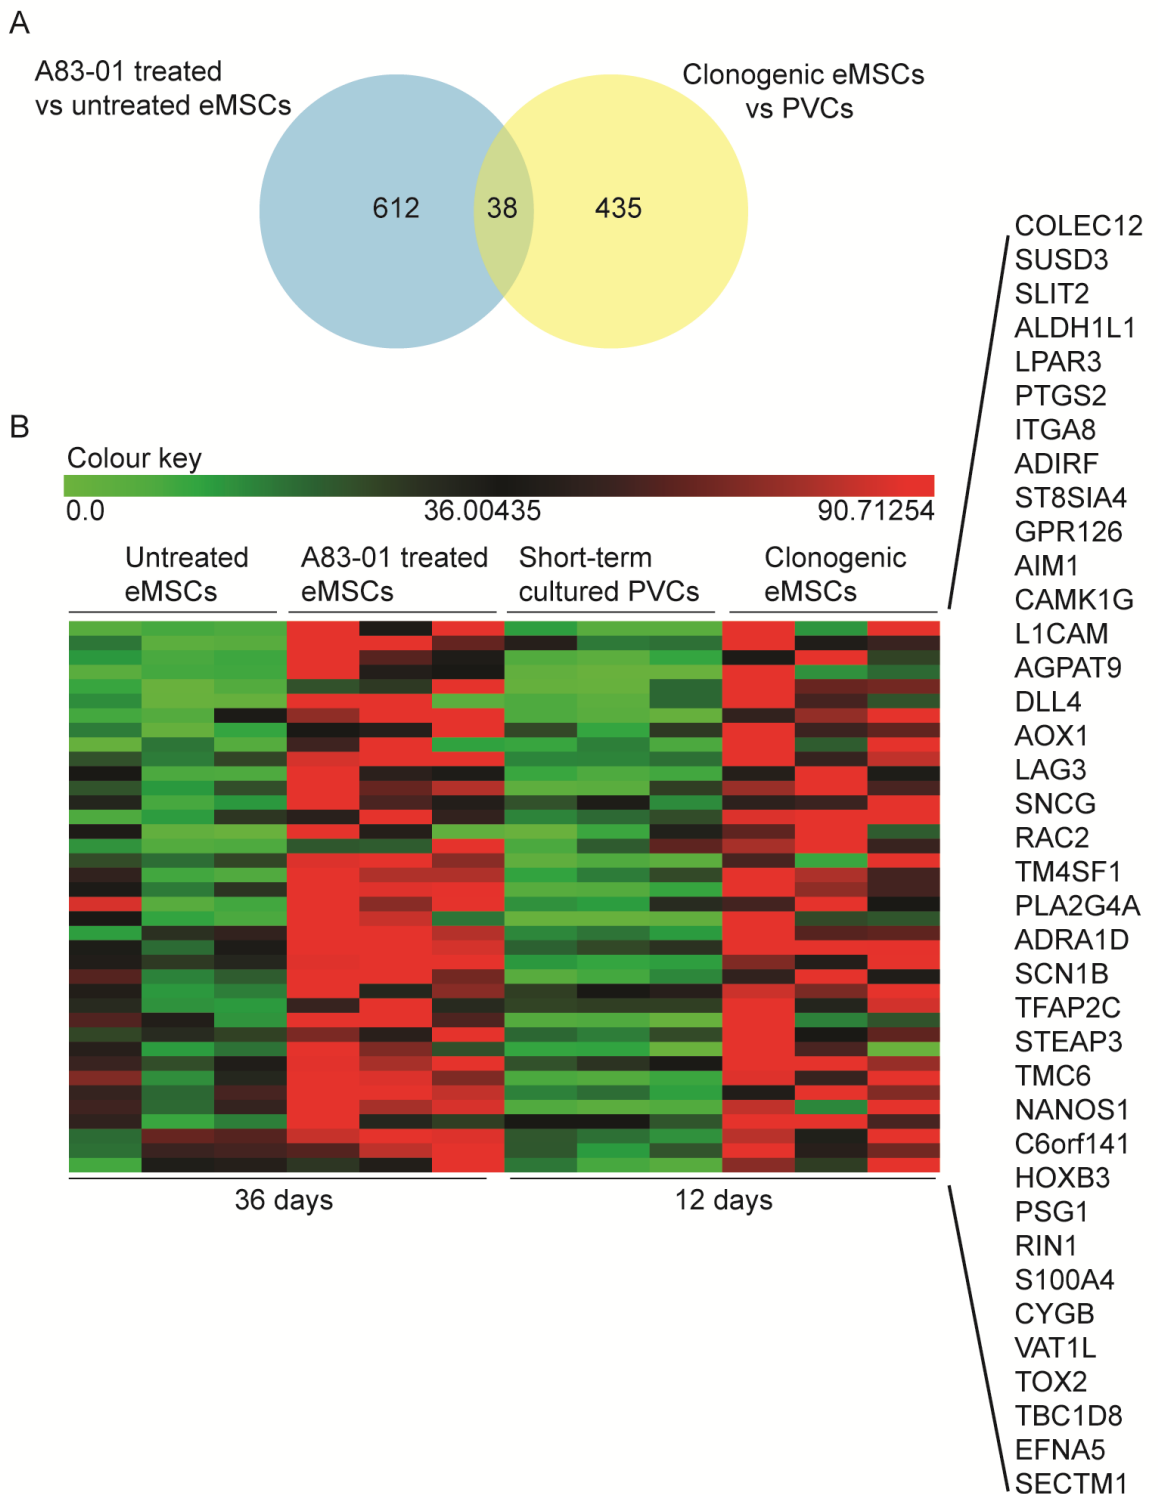 A
A83-01 treated
vs untreated eMSCs
Clonogenic eMSCs
vs PVCs
612
38
435
B
Colour key
0.0
36.00435
90.71254
Untreated
eMSCs
A83-01 treated
eMSCs
Short-term
cultured PVCs
Clonogenic
eMSCs
36 days
12 days
COLEC12
SUSD3
SLIT2
ALDH1L1
LPAR3
PTGS2
ITGA8
ADIRF
ST8SIA4
GPR126
AIM1
CAMK1G
L1CAM
AGPAT9
DLL4
AOX1
LAG3
SNCG
RAC2
TM4SF1
PLA2G4A
ADRA1D
SCN1B
TFAP2C
STEAP3
TMC6
NANOS1
C6orf141
HOXB3
PSG1
RIN1
S100A4
CYGB
VAT1L
TOX2
TBC1D8
EFNA5
SECTM1